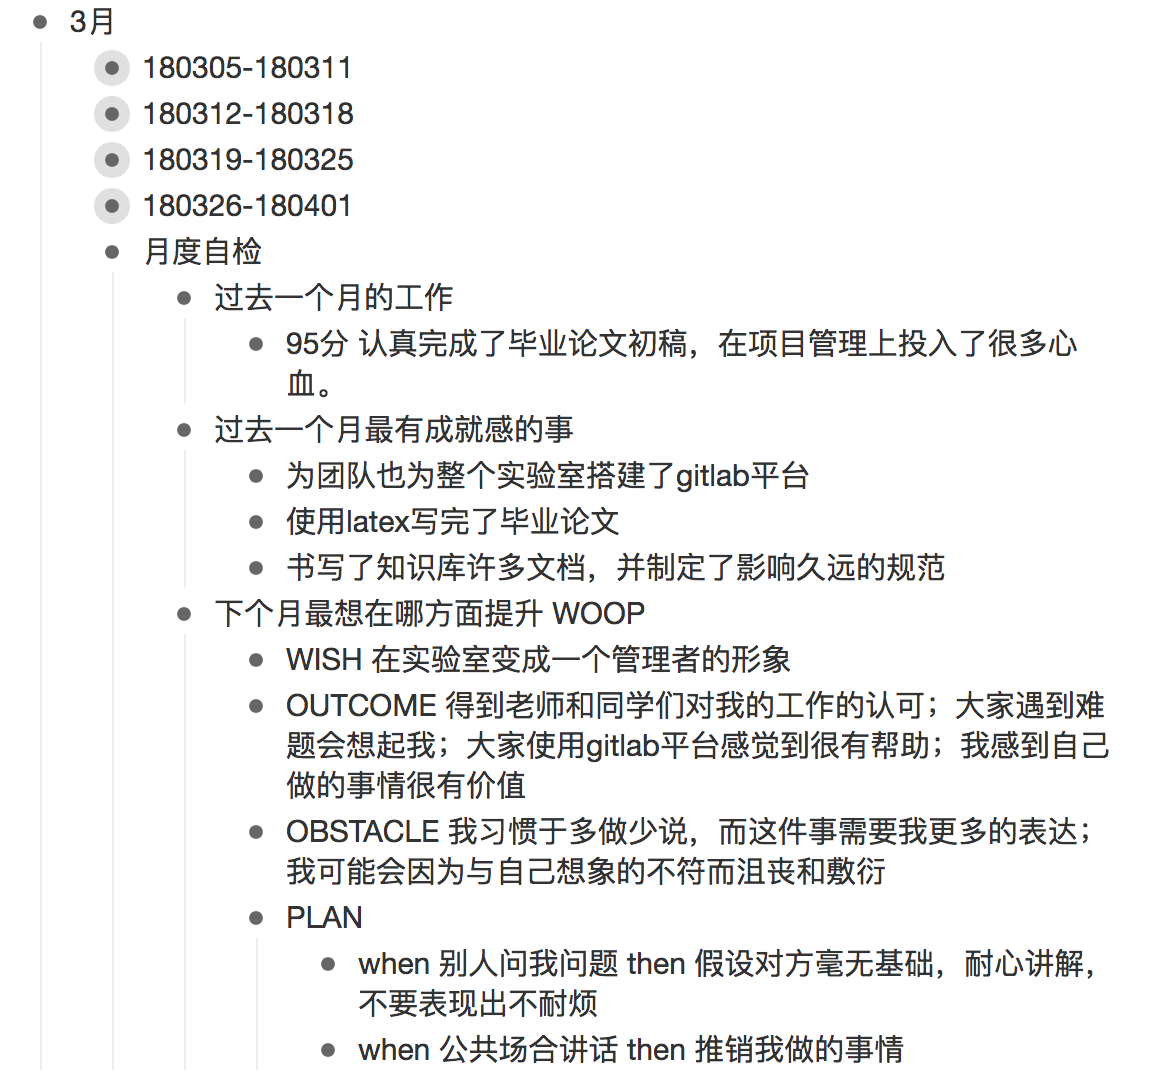 3月
180305-180311
180312-180318
180319-180325
180326-180401
月度自检
过去一个月的工作
95分 认真完成了毕业论文初稿，在项目管理上投入了很多心
血。
过去一个月最有成就感的事
为团队也为整个实验室搭建了gitlab平台
使用latex写完了毕业论文
书写了知识库许多文档，并制定了影响久远的规范
下个月最想在哪方面提升 WOOP
WISH 在实验室变成一个管理者的形象
OUTCOME 得到老师和同学们对我的工作的认可；大家遇到难
题会想起我；大家使用gitlab平台感觉到很有帮助；我感到自己
做的事情很有价值
OBSTACLE 我习惯于多做少说，而这件事需要我更多的表达；
我可能会因为与自己想象的不符而沮丧和敷衍
PLAN
when 别人问我问题 then 假设对方毫无基础，耐心讲解，
不要表现出不耐烦
when 公共场合讲话 then 推销我做的事情